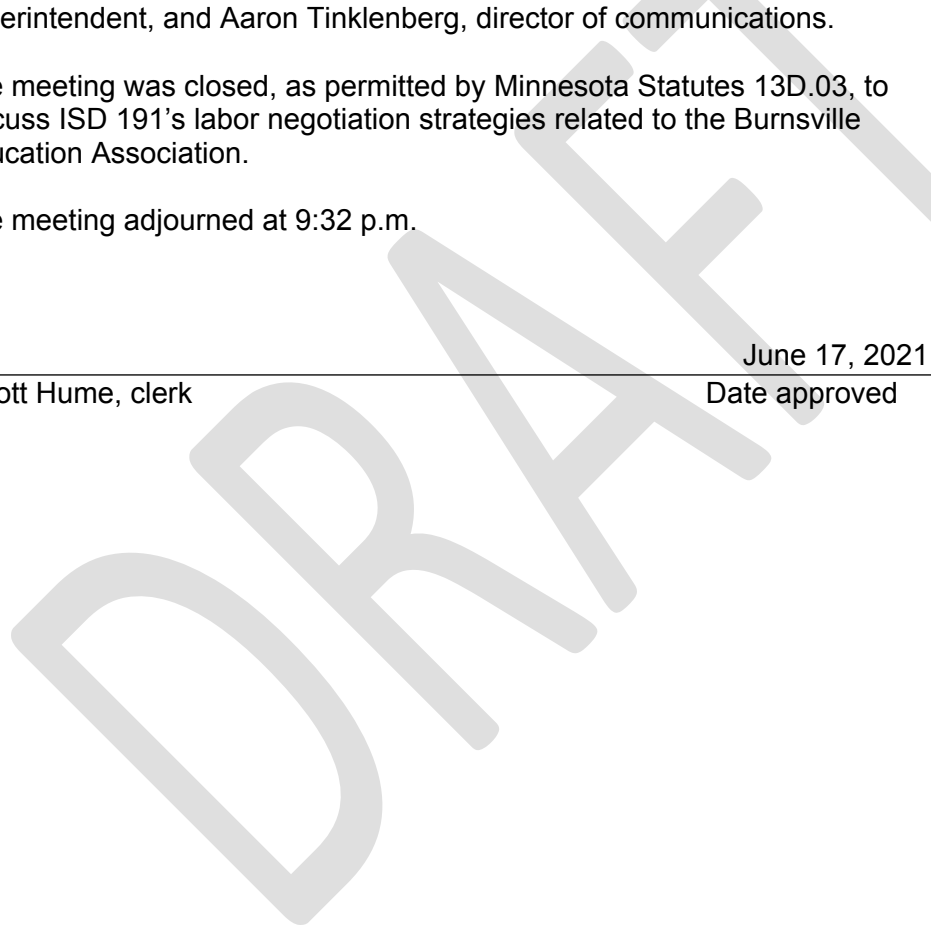 erintendent, and Aaron Tinklenberg, director of communications.
e meeting was closed, as permitted by Minnesota Statutes 13D.03, to
cuss ISD 191's labor negotiation strategies related to the Burnsville
ucation Association.
e meeting adjourned at 9:32 p.m.
June 17, 2021
ott Hume, clerk Date approved
DRAFT